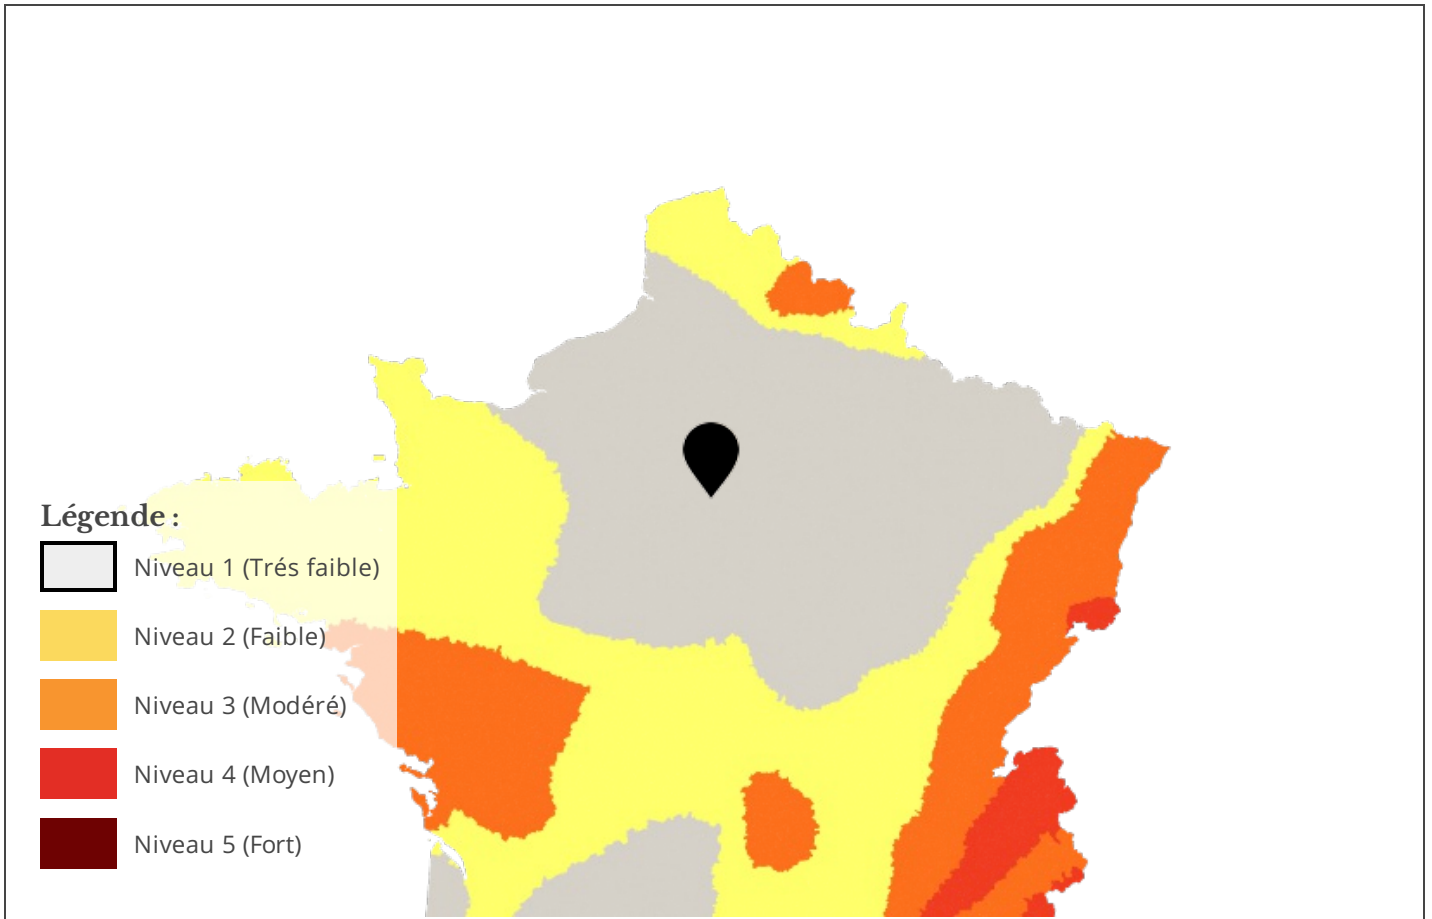 Légende :
Niveau 1 (Trés faible)
Niveau 2 (Faible)
Niveau 3 (Modéré)
Niveau 4 (Moyen)
Niveau 5 (Fort)